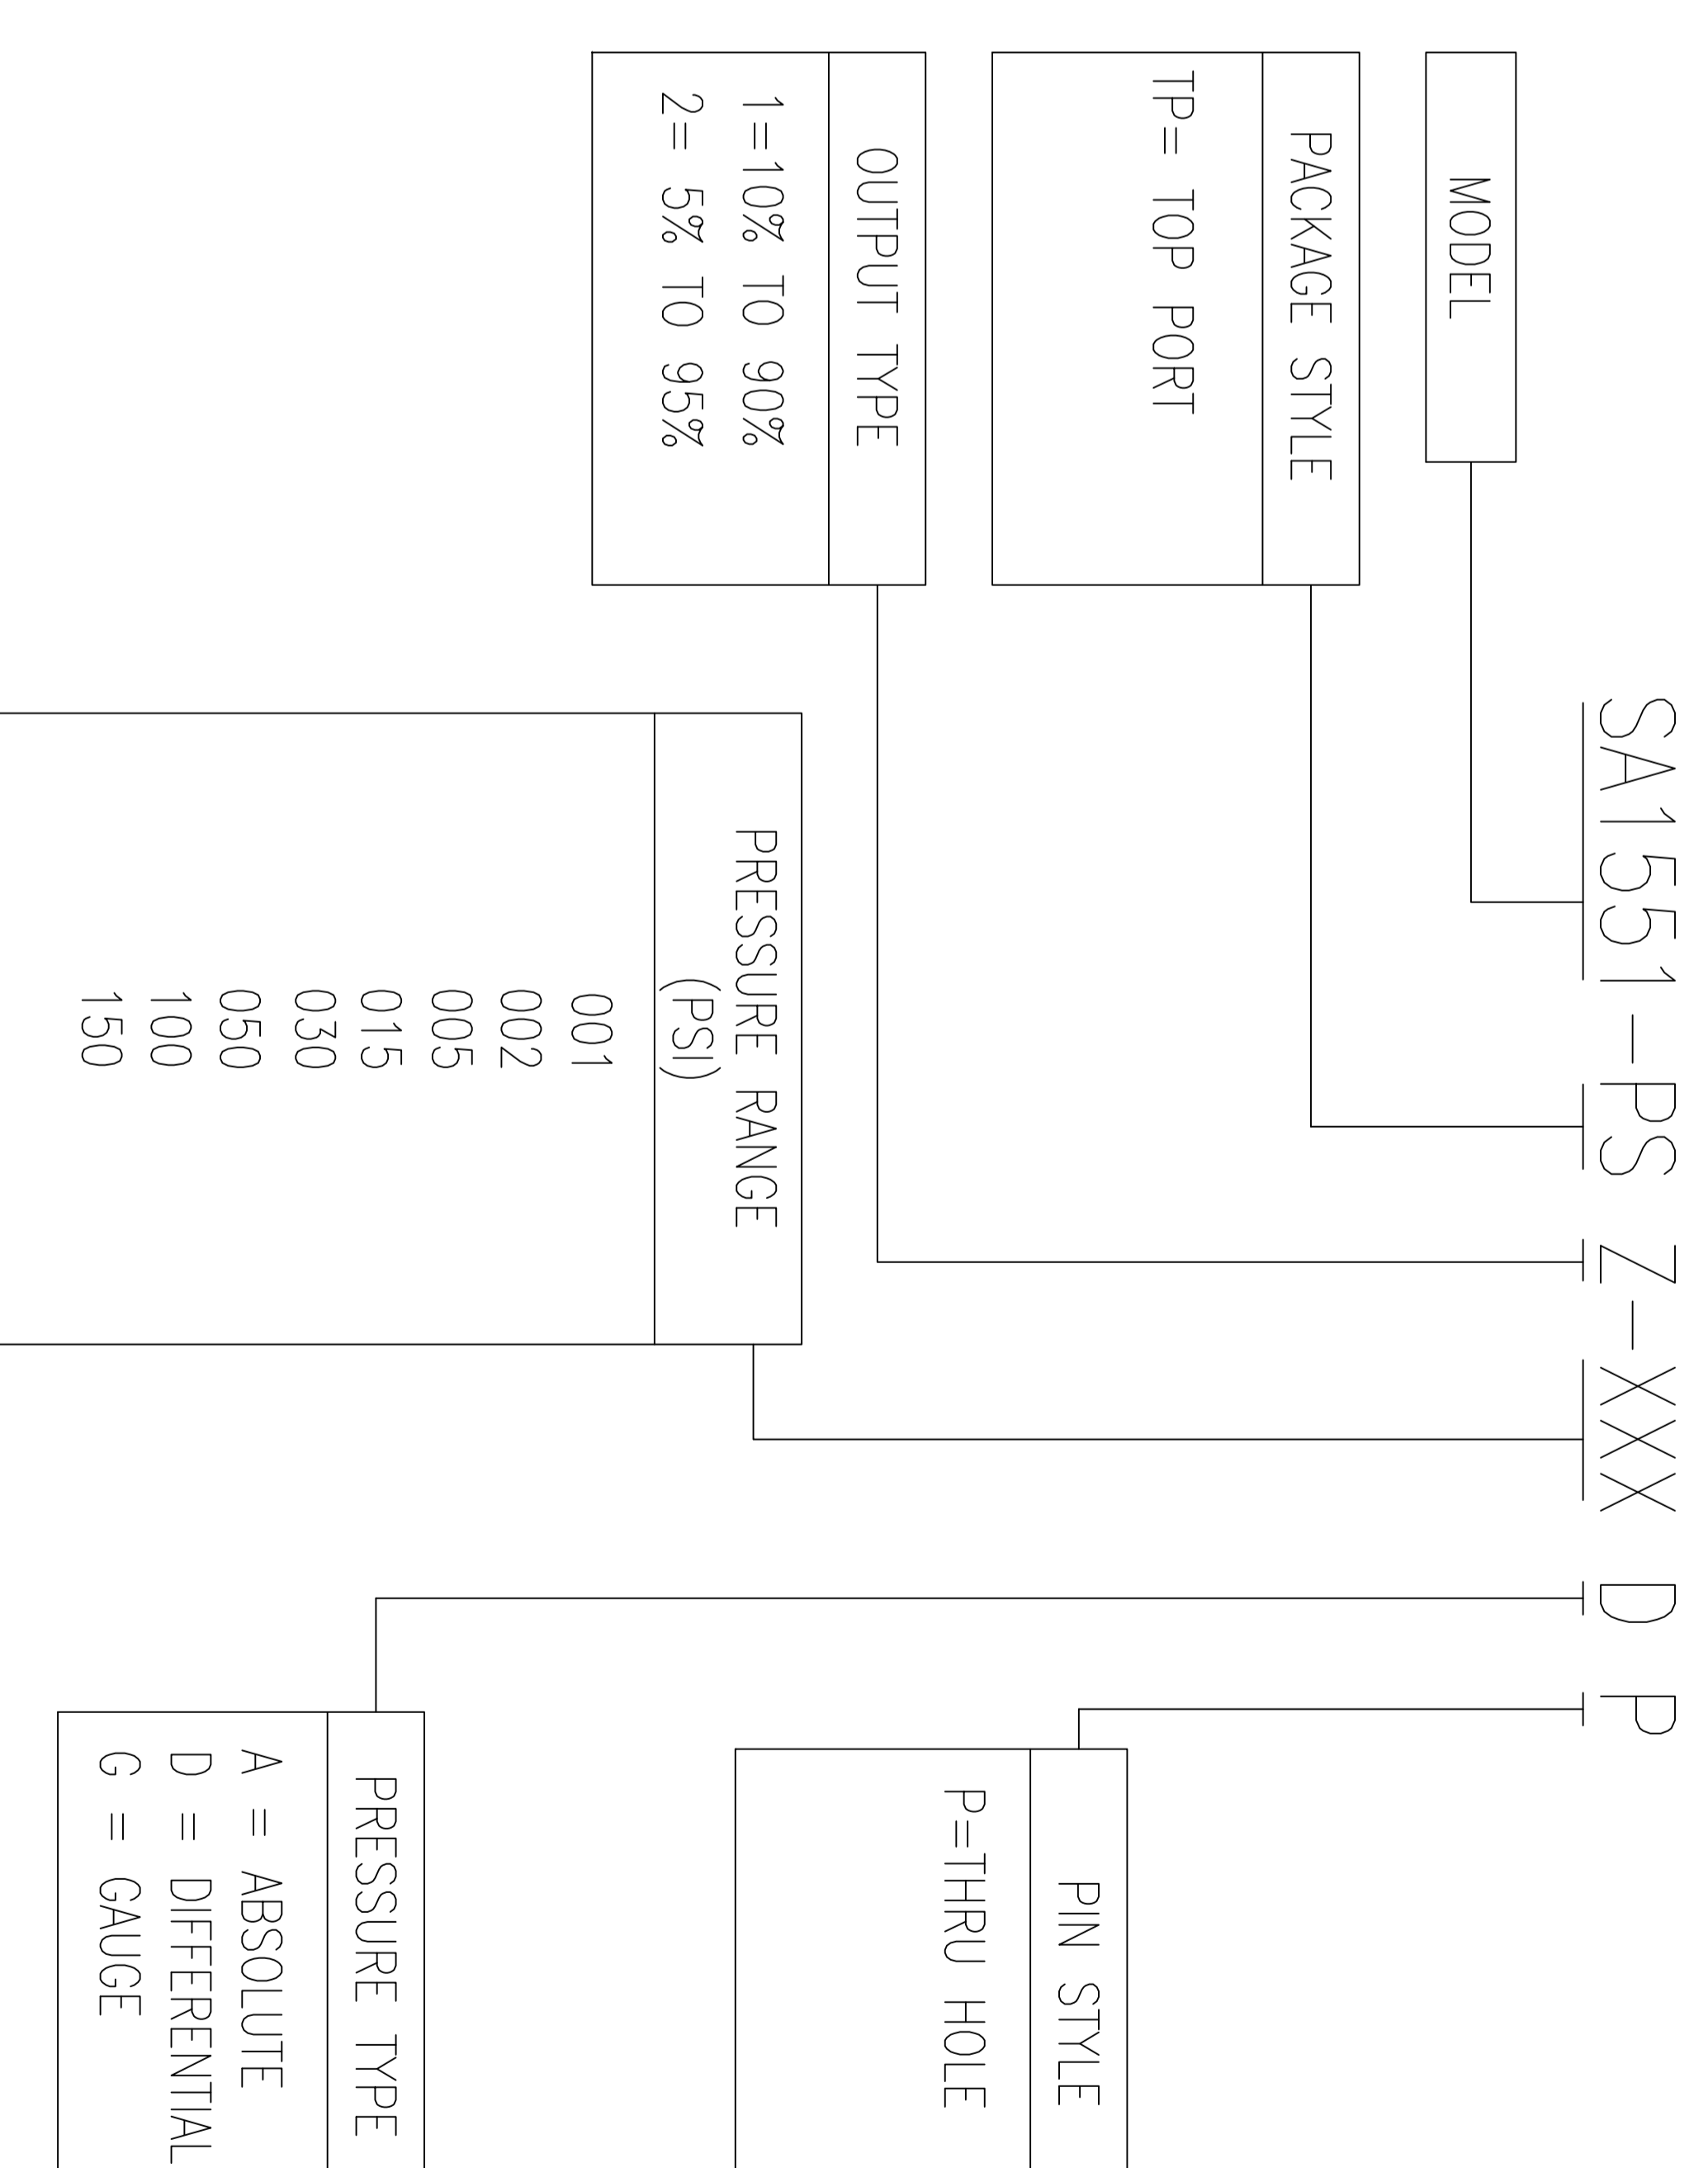 SA1551-PS Z-XXX D P
MODEL
PACKAGE STYLE
TP= TOP PORT
OUTPUT TYPE
1=10% TO 90%
2= 5% TO 95%
PRESSURE RANGE
(PSI)
001
002
005
015
030
050
100
150
PIN STYLE
P=THRU HOLE
PRESSURE TYPE
A = ABSOLUTE
D = DIFFERENTIAL
G = GAUGE